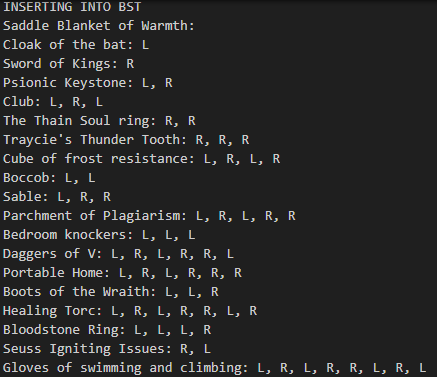 INSERTING INTO BST
Saddle Blanket of Warmth:
Cloak of the bat: L
Sword of Kings: R
Psionic Keystone: L, R
Club: L, R, L
The Thain Soul ring: R, R
Traycie's Thunder Tooth: R, R, R
Cube of frost resistance: L, R, L, R
Boccob: L, L
Sable: L, R, R
Parchment of Plagiarism: L, R, L, R, R
Bedroom knockers: L, L, L
Daggers of V: L, R, L, R, R, L
Portable Home: L, R, L, R, R, R
Boots of the Wraith: L, L, R
Healing Torc: L, R, L, R, R, L, R
Bloodstone Ring: L, L, L, R
Seuss Igniting Issues: R, L
Gloves of swimming and climbing: L, R, L, R, R, L, R, L